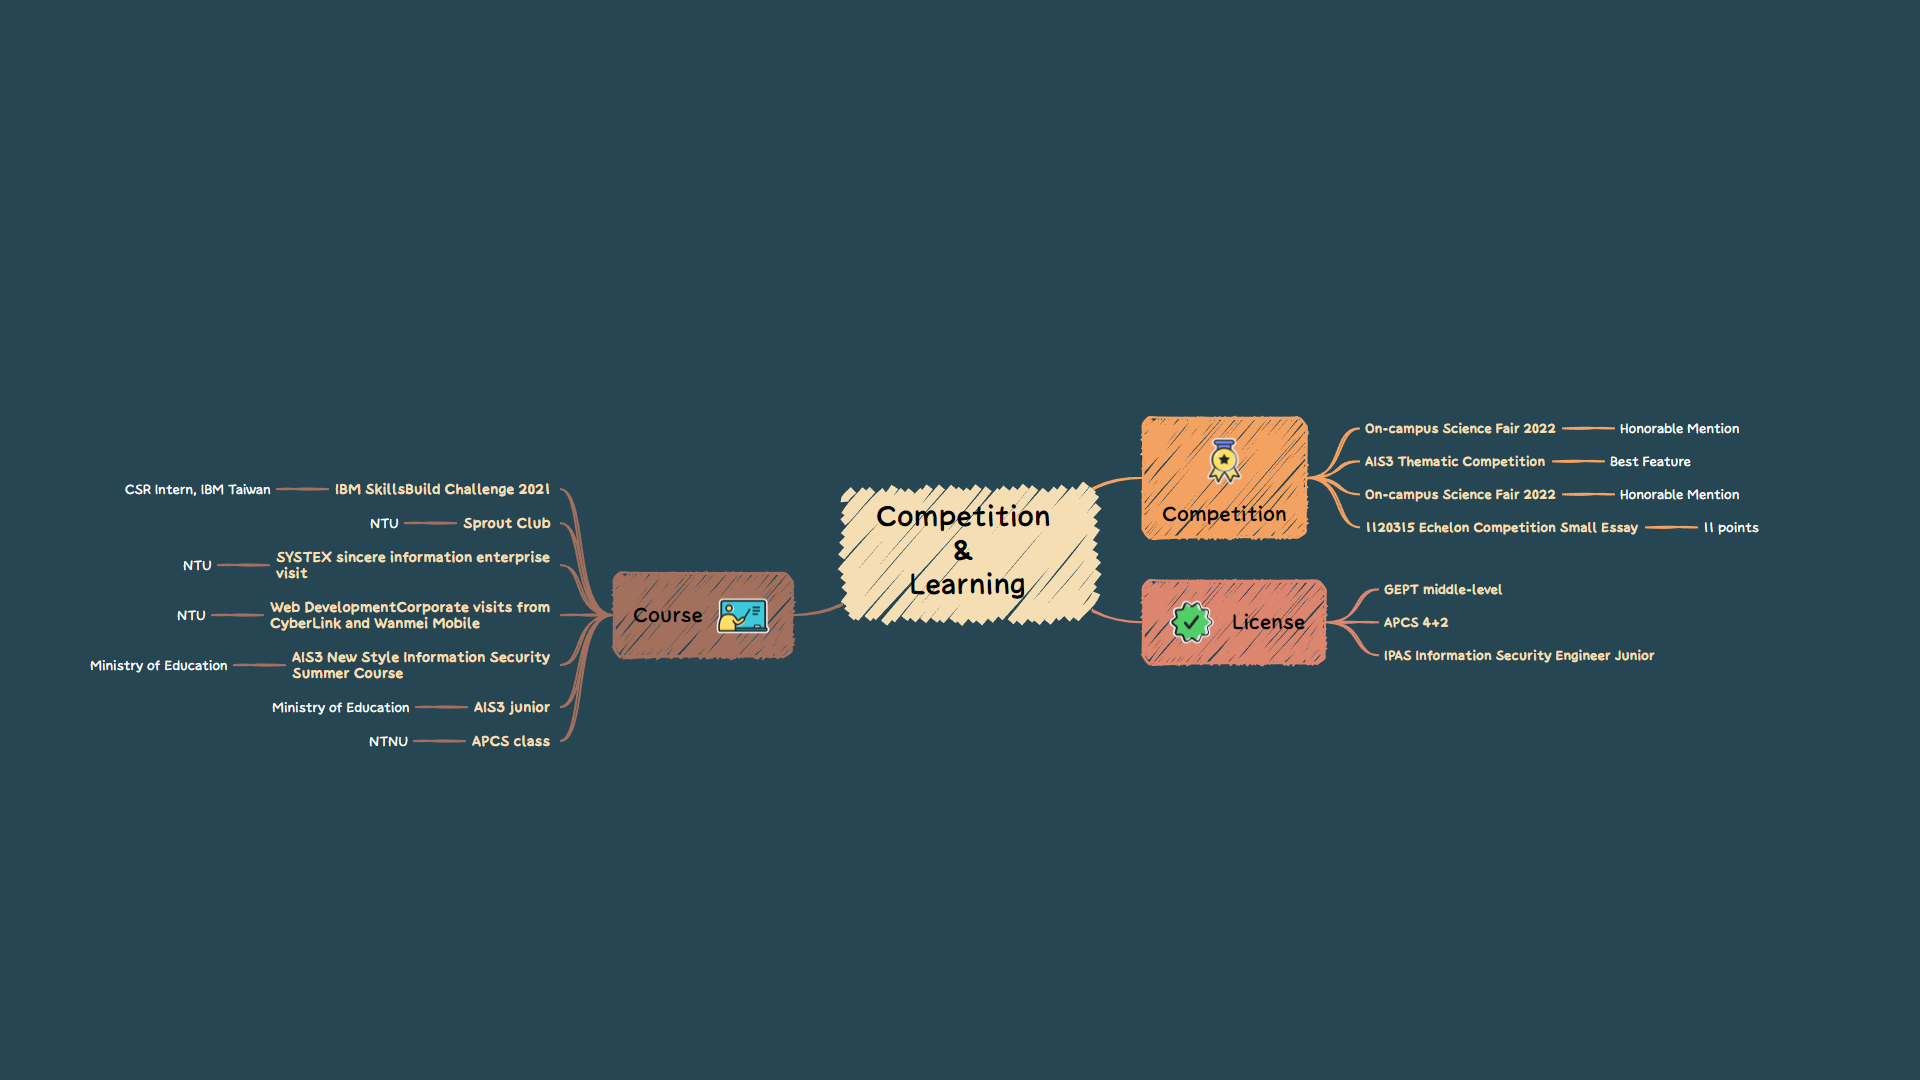 Competition
&
Learning
Competition
On-campus Science Fair 2022
Honorable Mention
AIS3 Thematic Competition
Best Feature
On-campus Science Fair 2022
Honorable Mention
1120315 Echelon Competition Small Essay
11 points
License
GEPT middle-level
APCS 4+2
IPAS Information Security Engineer Junior
Course
IBM SkillsBuild Challenge 2021
CSR Intern, IBM Taiwan
Sprout Club
NTU
SYSTEX sincere information enterprise
visit
NTU
Web DevelopmentCorporate visits from
CyberLink and Wanmei Mobile
NTU
AIS3 New Style Information Security
Summer Course
Ministry of Education
AIS3 junior
Ministry of Education
APCS class
NTNU